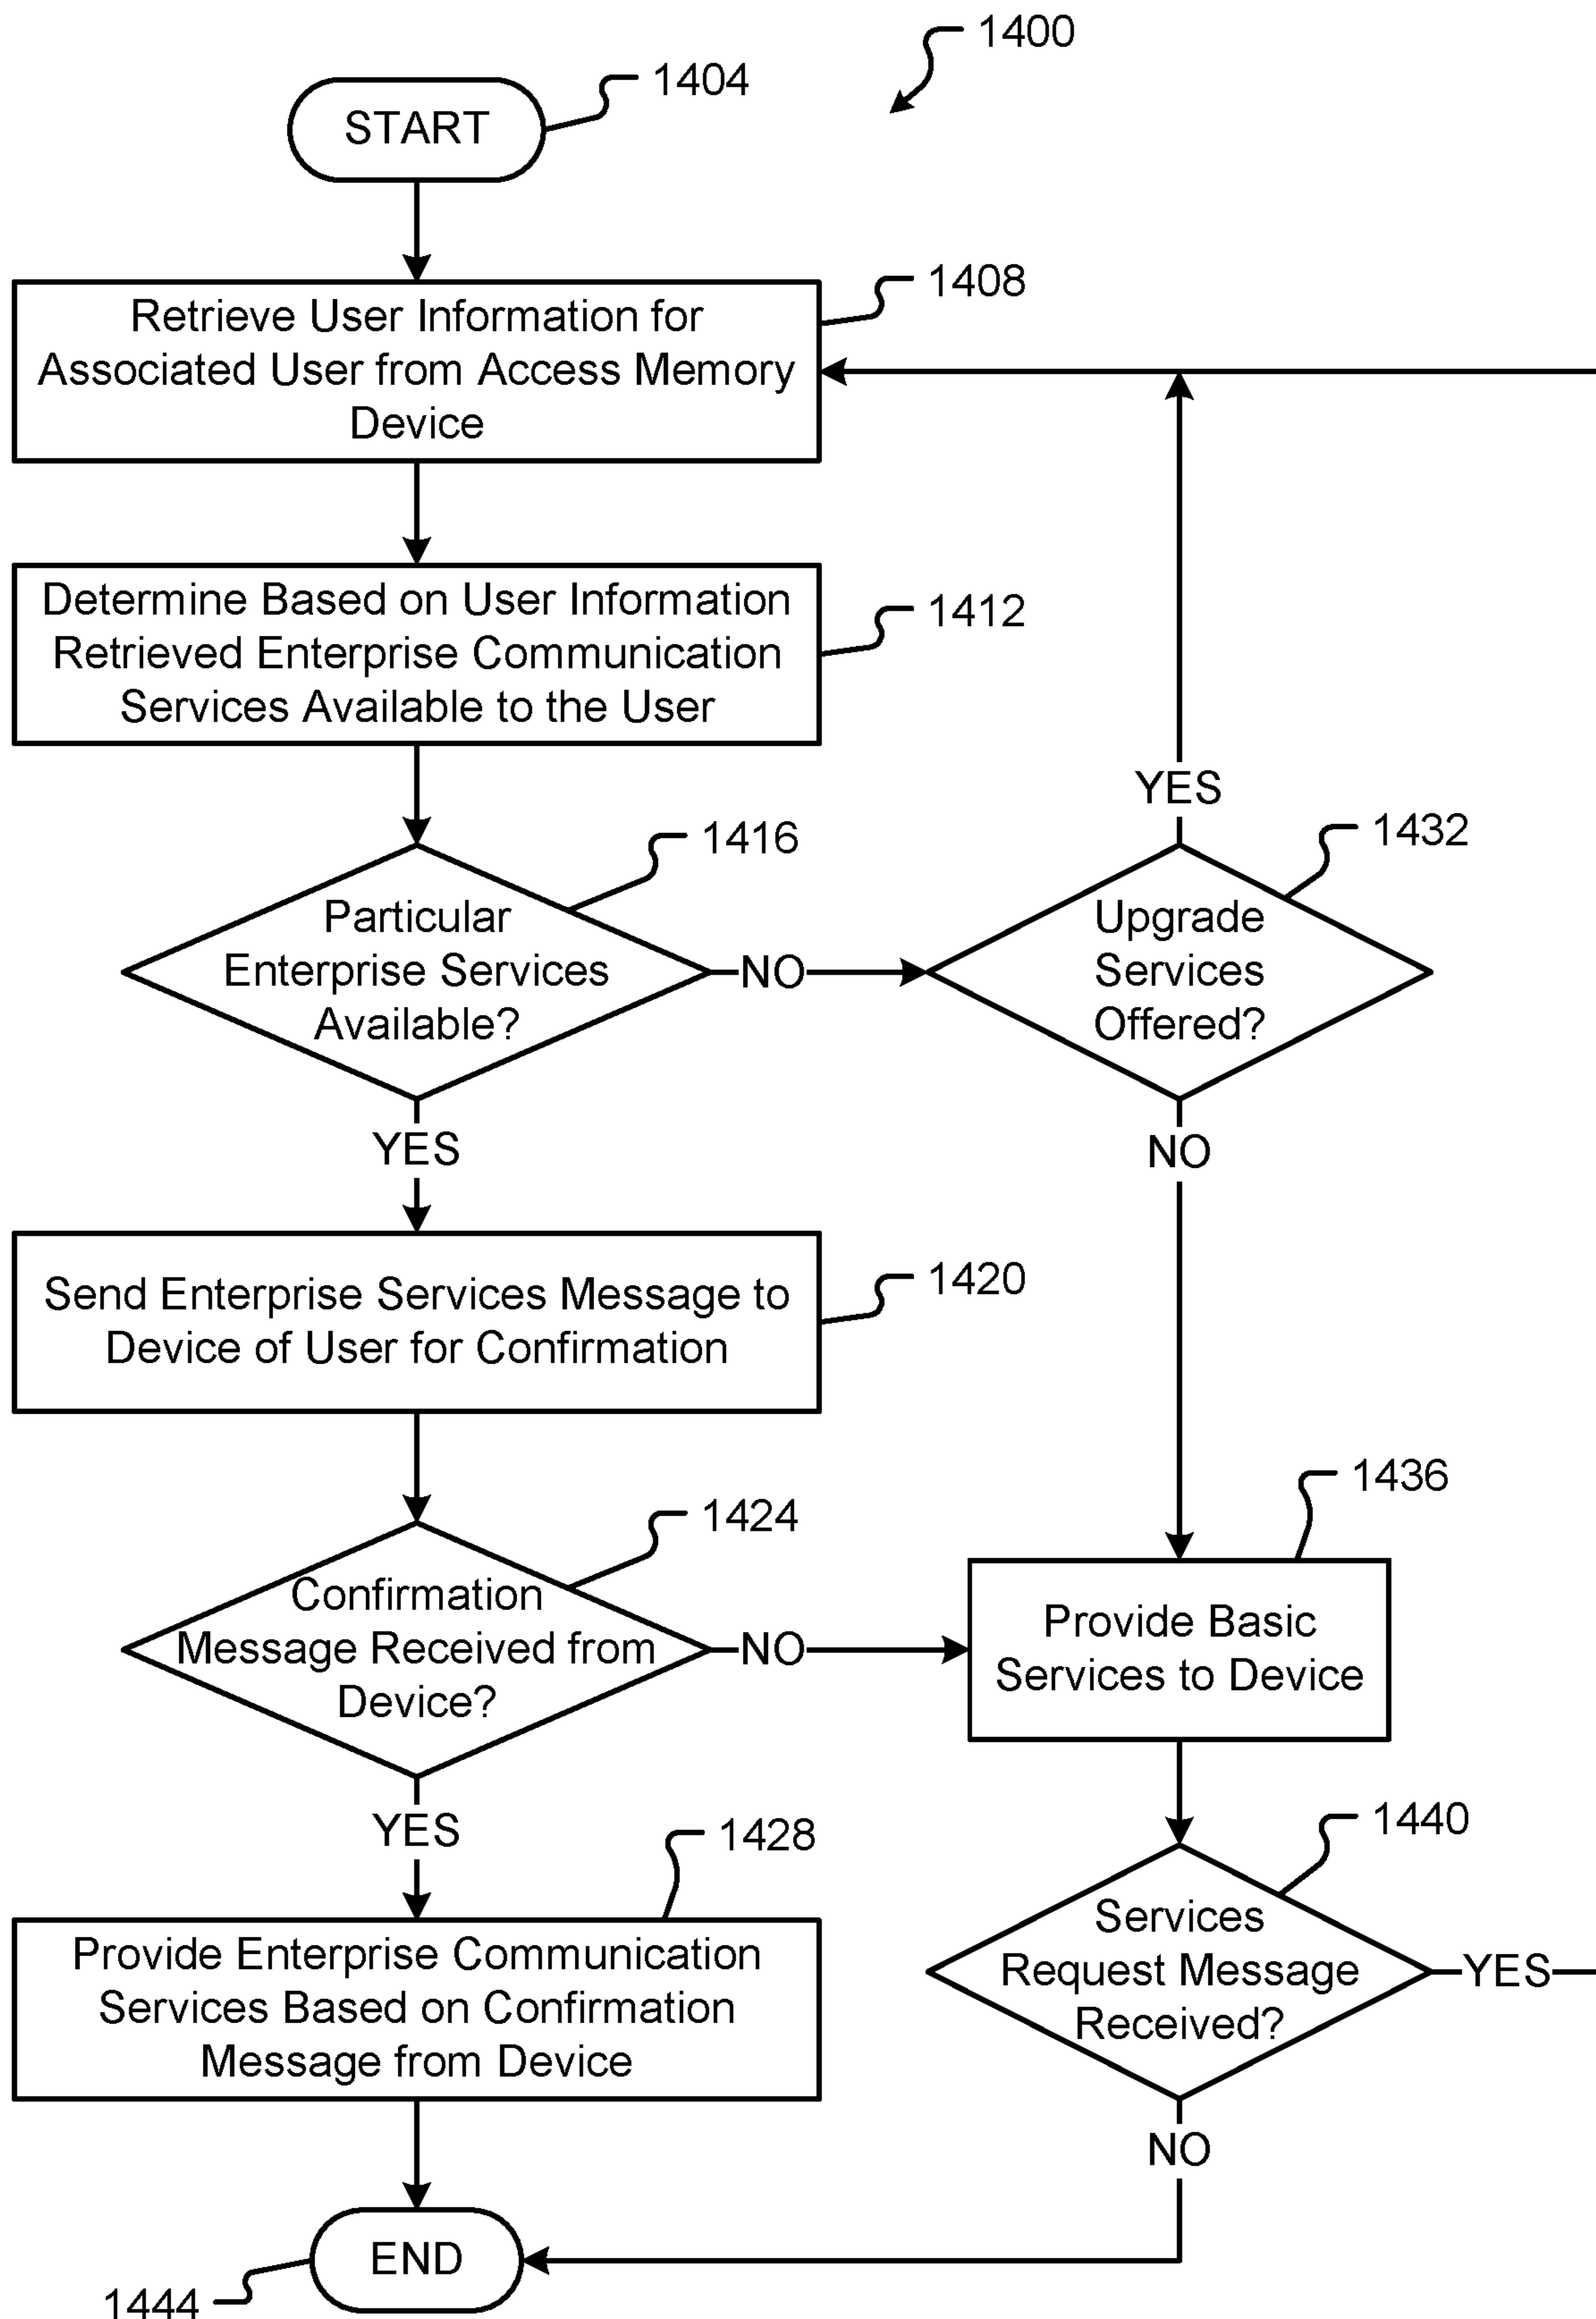 1400
1404
START
1408
Retrieve User Information for
Associated User from Access Memory
Device
1412
Determine Based on User Information
Retrieved Enterprise Communication
Services Available to the User
YES
1416
1432
Particular
Enterprise Services
Available?
NO
Upgrade
Services
Offered?
YES
NO
1420
Send Enterprise Services Message to
Device of User for Confirmation
1436
1424
Confirmation
Message Received from
Device?
NO
Provide Basic
Services to Device
YES
1428
1440
Provide Enterprise Communication
Services Based on Confirmation
Message from Device
Services
Request Message
Received?
YES
NO
END
1444